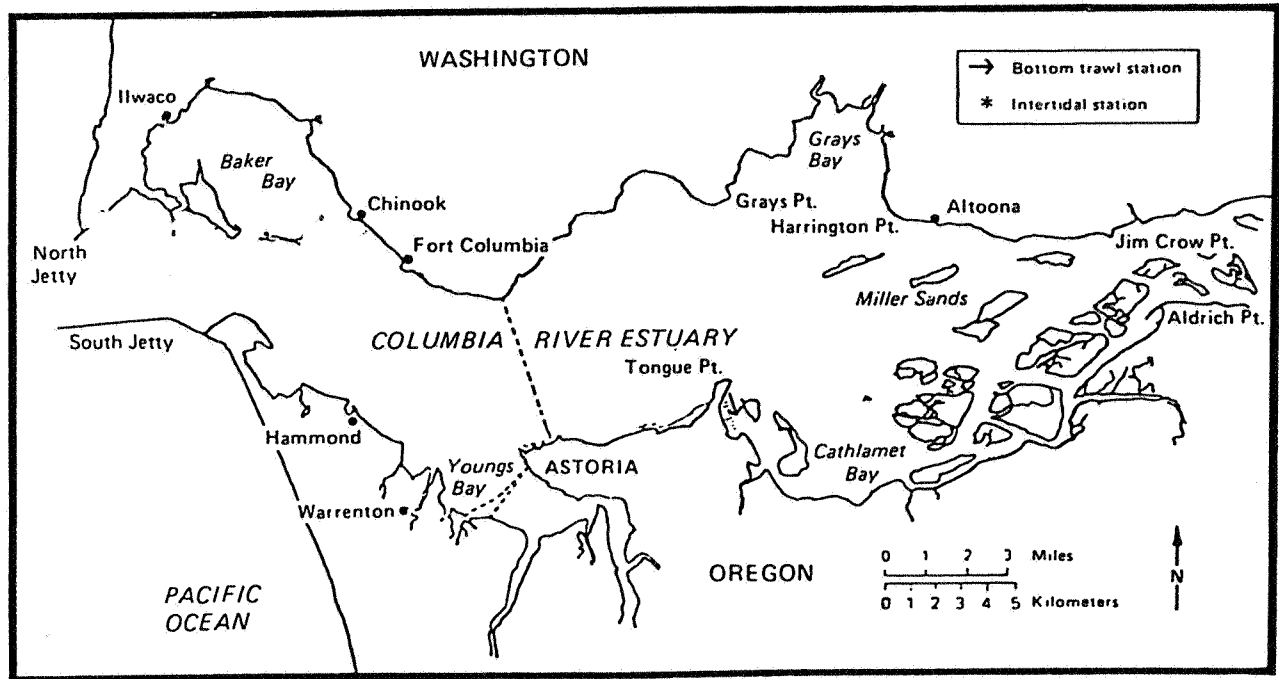 WASHINGTON
→ Bottom trawl station
* Intertidal station
Ilwaco
Baker
Bay
Grays
Bay
Chinook
Grays Pt.
Altoona
Harrington Pt.
Fort Columbia
Jim Crow Pt.
North
Jetty
Miller Sands
Aldrich Pt.
South Jetty
COLUMBIA RIVER ESTUARY
Tongue Pt.
Hammond
Youngs
Bay
ASTORIA
Cathlamet
Bay
Warrenton
OREGON
0 1 2 3 Miles
0 1 2 3 4 5 Kilometers
N
PACIFIC
OCEAN